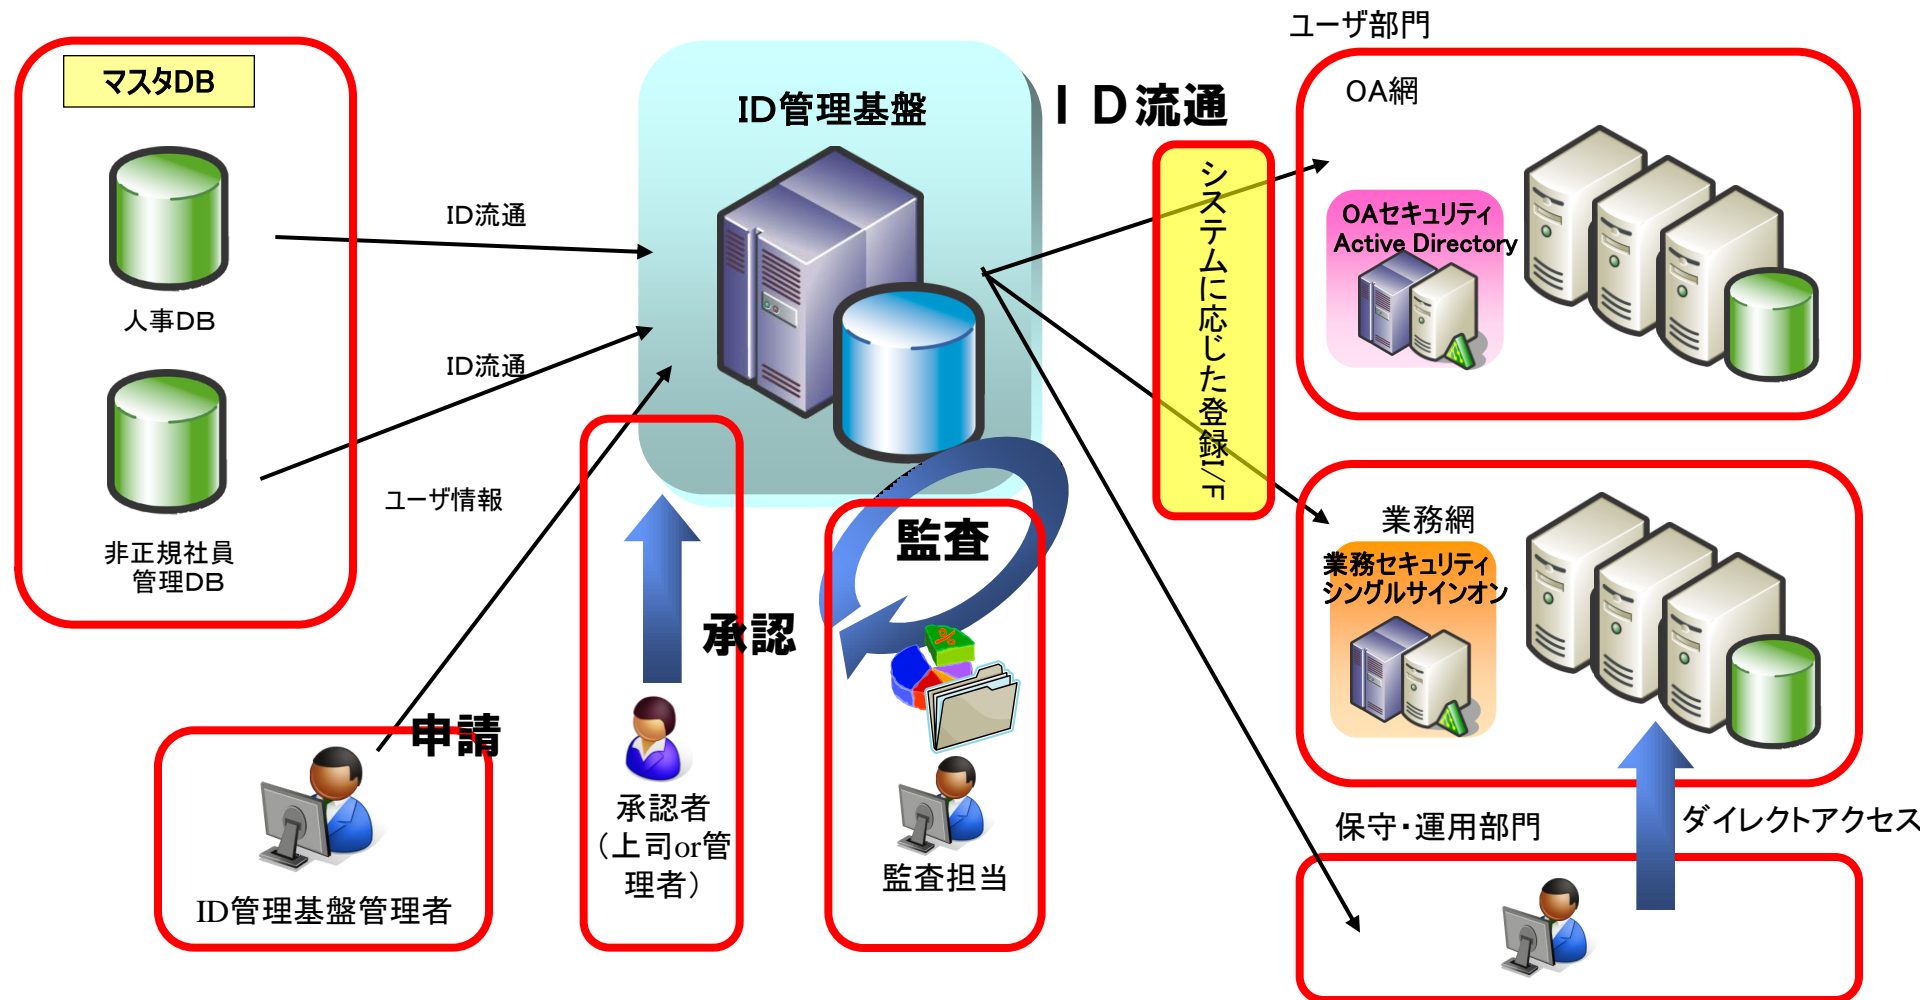 ユーザ部門
マスタDB
ID管理基盤
ID流通
OA網
システムに応じた登録I/F
ID流通
OAセキュリティ
Active Directory
人事DB
ID流通
ユーザ情報
監査
業務網
非正規社員
管理DB
業務セキュリティ
シングルサインオン
承認
申請
承認者
（上司or管
理者）
監査担当
保守・運用部門
ダイレクトアクセス
ID管理基盤管理者